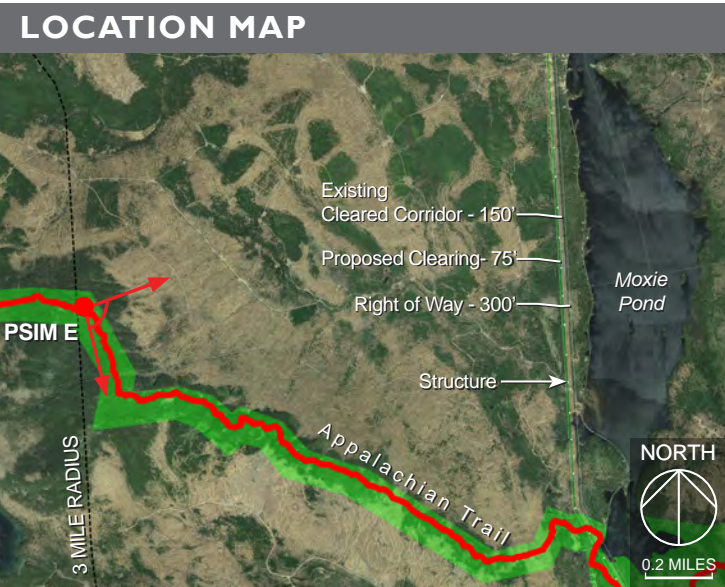 LOCATION MAP
Existing
Cleared Corridor - 150'
Proposed Clearing- 75'
Right of Way - 300'
Moxie
Pond
PSIM E
Structure
Appalachian Trail
3 MILE RADIUS
NORTH
0.2 MILES